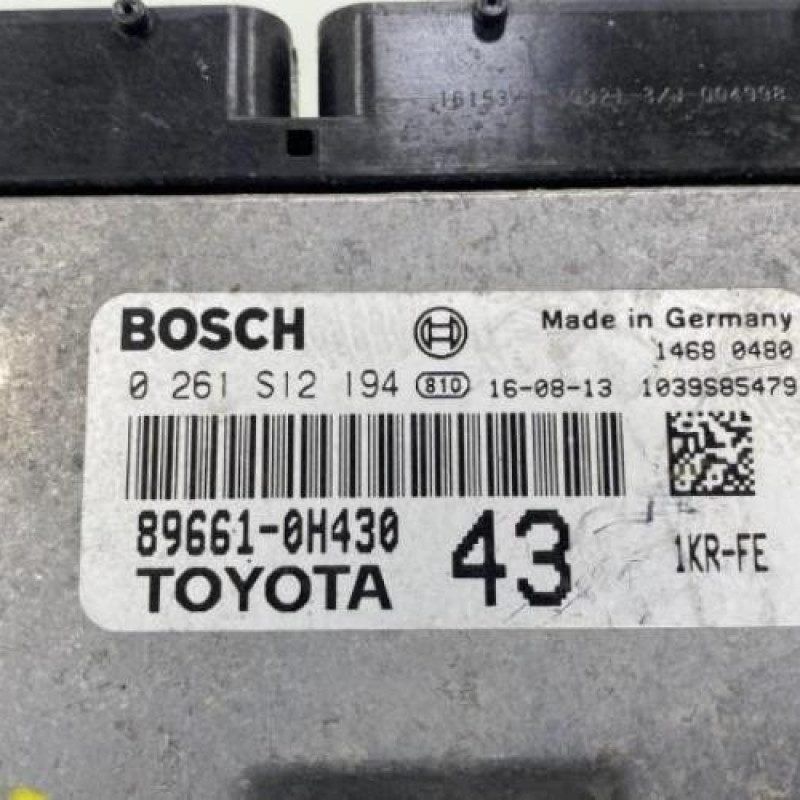 004998
BOSCH
Made in Germany
1468 0480
0 261 S12 194 810 16-08-13 1039S85479
89661-0H430 43 1KR-FE
TOYOTA